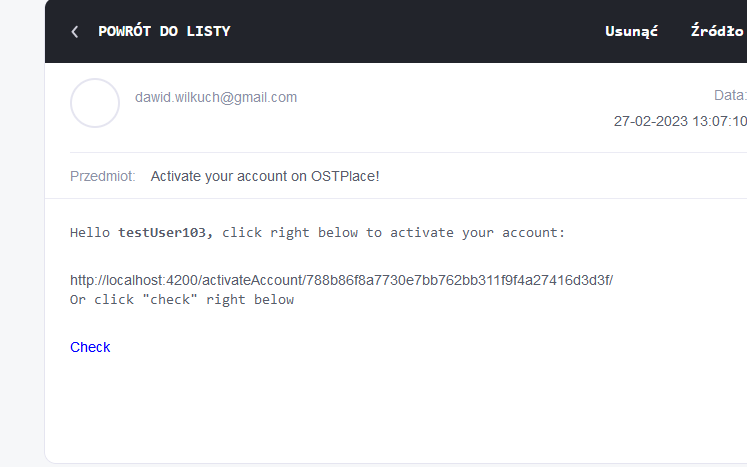 POWRÓT DO LISTY Usunąć Źródło
dawid.wilkuch@gmail.com
Data:
27-02-2023 13:07:10
Przedmiot: Activate your account on OSTPlace!
Hello testUser103, click right below to activate your account:
http://localhost:4200/activateAccount/788b86f8a7730e7bb762bb311f9f4a27416d3d3f/
Or click "check" right below
Check